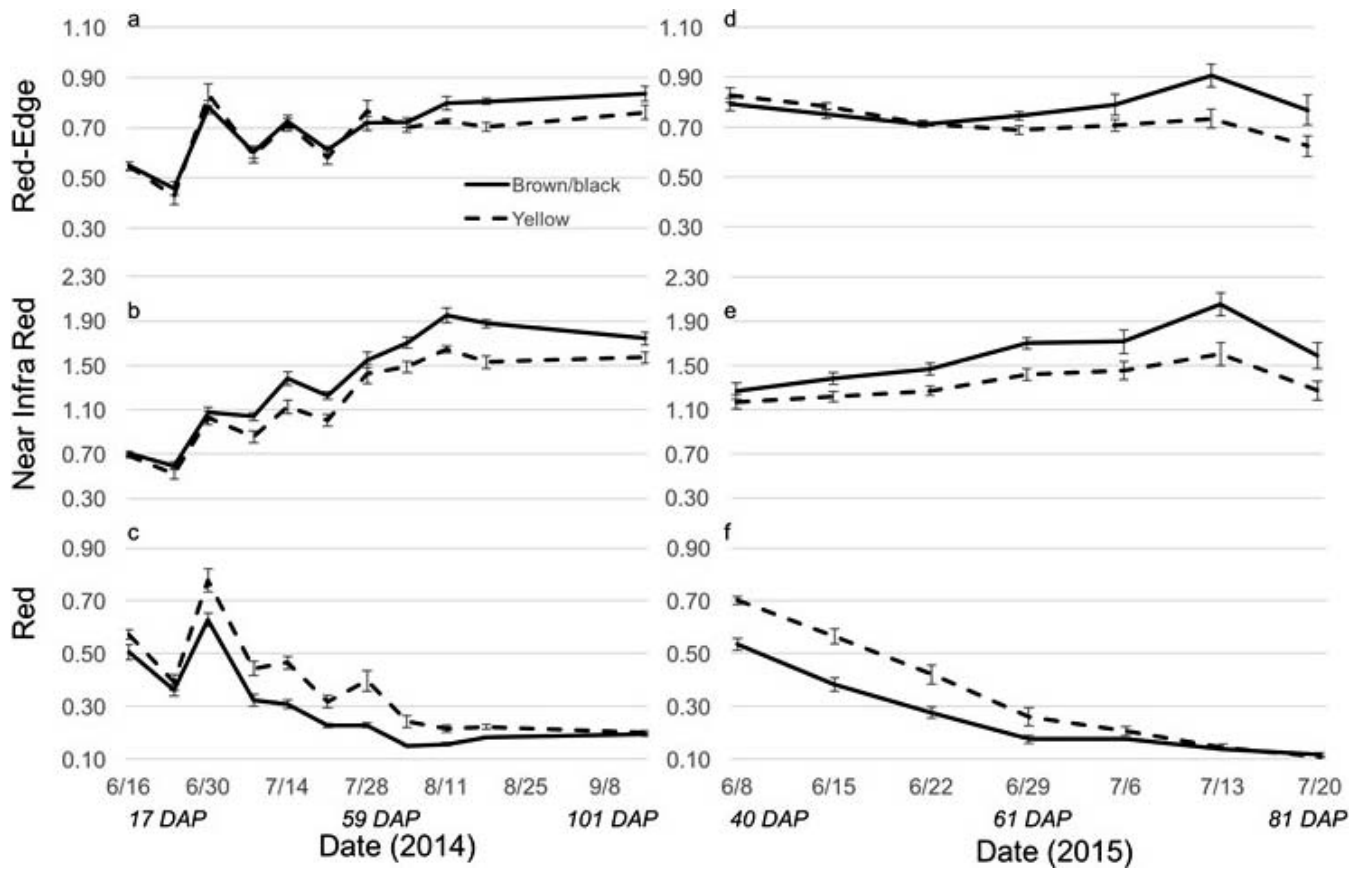 a
1.10
0.90
0.70
0.50
0.30
Red-Edge
Brown/black
Yellow
d
1.10
0.90
0.70
0.50
0.30
b
2.30
1.90
1.50
1.10
0.70
0.30
Near Infra Red
e
2.30
1.90
1.50
1.10
0.70
0.30
c
0.90
0.70
0.50
0.30
0.10
Red
f
0.90
0.70
0.50
0.30
0.10
6/16 6/30 7/14 7/28 8/11 8/25 9/8
17 DAP 59 DAP 101 DAP
Date (2014)
6/8 6/15 6/22 6/29 7/6 7/13 7/20
40 DAP 61 DAP 81 DAP
Date (2015)